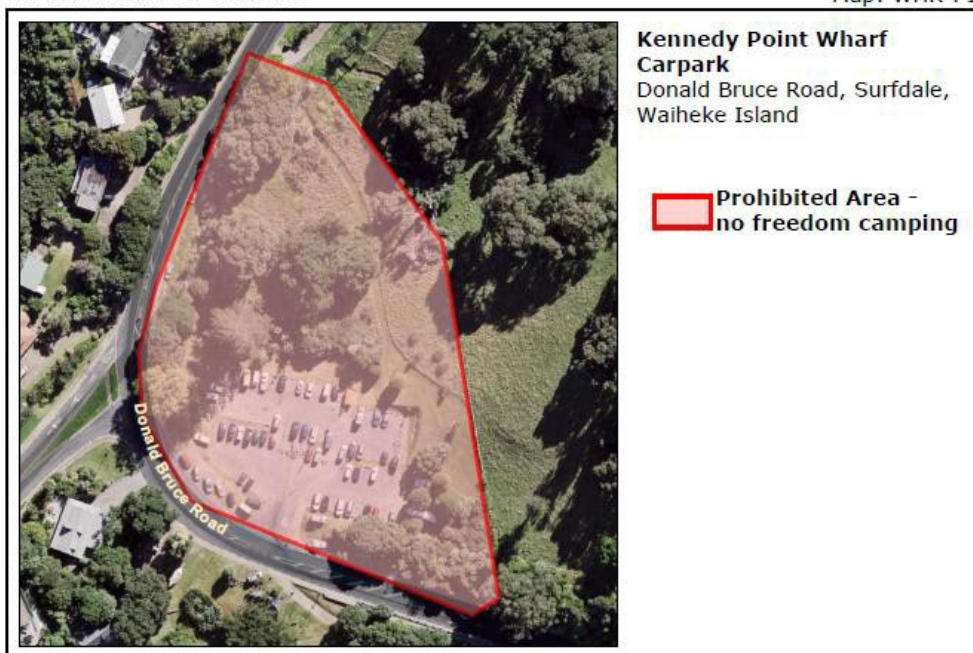 Kennedy Point Wharf
Carpark
Donald Bruce Road, Surfdale,
Waiheke Island
Prohibited Area -
no freedom camping
Donald Bruce Road